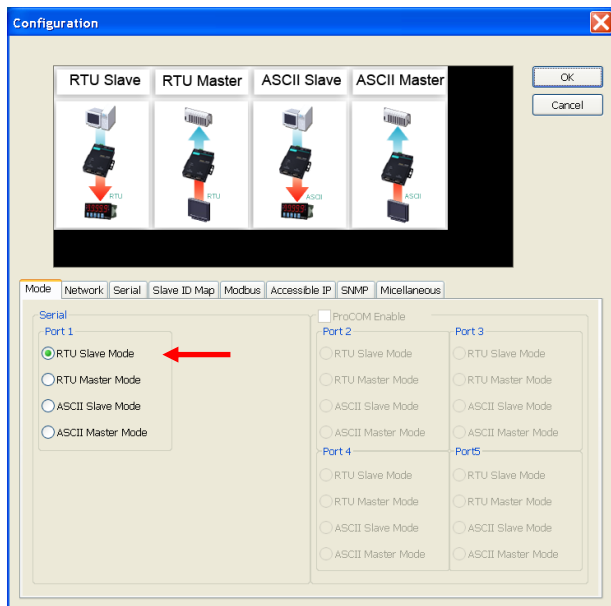 Configuration
RTU Slave RTU Master ASCII Slave ASCII Master
RTU RTU ASCII ASCII
OK
Cancel
Mode Network Serial Slave ID Map Modbus Accessible IP SNMP Micellaneous
Serial
Port 1
RTU Slave Mode
RTU Master Mode
ASCII Slave Mode
ASCII Master Mode
ProCOM Enable
Port 2
RTU Slave Mode
RTU Master Mode
ASCII Slave Mode
ASCII Master Mode
Port 3
RTU Slave Mode
RTU Master Mode
ASCII Slave Mode
ASCII Master Mode
Port 4
RTU Slave Mode
RTU Master Mode
ASCII Slave Mode
ASCII Master Mode
Port5
RTU Slave Mode
RTU Master Mode
ASCII Slave Mode
ASCII Master Mode